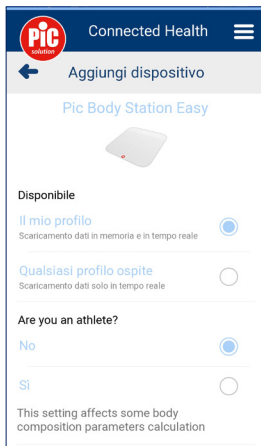 Pic
solution
Connected Health
Aggiungi dispositivo
Pic Body Station Easy
Disponibile
Il mio profilo
Scaricamento dati in memoria e in tempo reale
Qualsiasi profilo ospite
Scaricamento dati solo in tempo reale
Are you an athlete?
No
Sì
This setting affects some body
composition parameters calculation